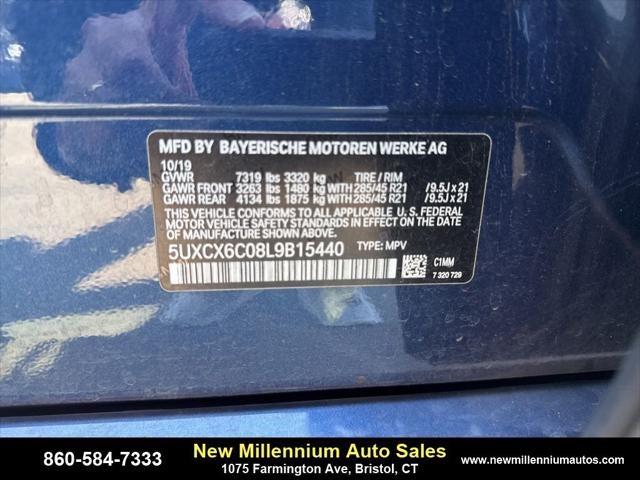 MFD BY BAYERISCHE MOTOREN WERKE AG
10/19
GVWR 7319 lbs 3320 kg TIRE / RIM
GAWR FRONT 3263 lbs 1480 kg WITH 285/45 R21 /9.5J x 21
GAWR REAR 4134 lbs 1875 kg WITH 285/45 R21 /9.5J x 21
THIS VEHICLE CONFORMS TO ALL APPLICABLE U. S. FEDERAL
MOTOR VEHICLE SAFETY STANDARDS IN EFFECT ON THE DATE
OF MANUFACTURE SHOWN ABOVE.
5UXCX6C08L9B15440 TYPE: MPV
C1MM
7 320 729
860-584-7333
New Millennium Auto Sales
1075 Farmington Ave, Bristol, CT
www.newmillenniumautos.com